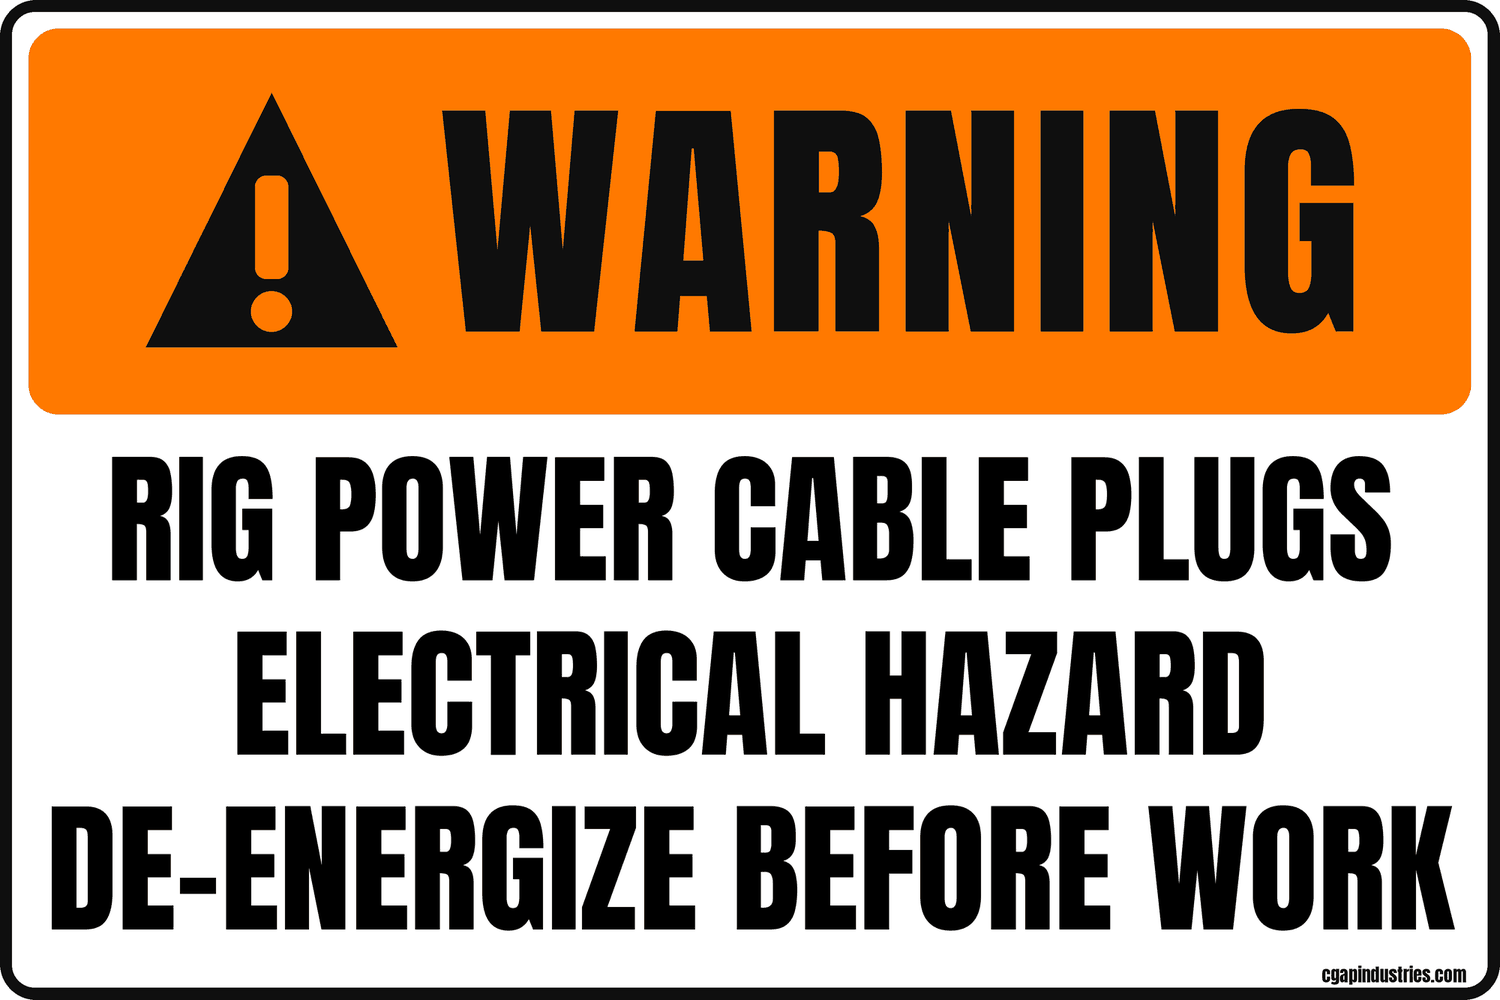 WARNING
RIG POWER CABLE PLUGS
ELECTRICAL HAZARD
DE-ENERGIZE BEFORE WORK
cgapindustries.com